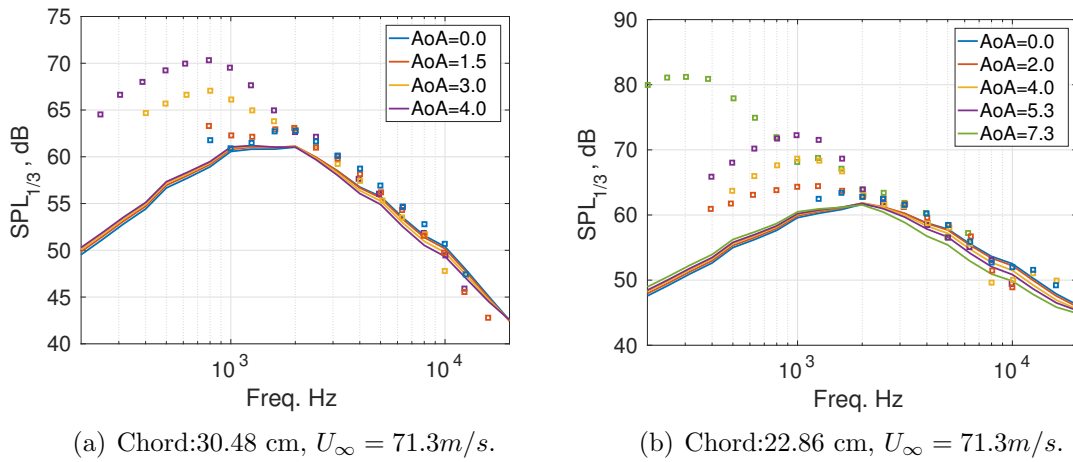 75
70
65
60
55
50
45
40
SPL1/3, dB
10^3
10^4
Freq. Hz
AoA=0.0
AoA=1.5
AoA=3.0
AoA=4.0
(a) Chord:30.48 cm, U∞ = 71.3m/s.
90
80
70
60
50
40
SPL1/3, dB
10^3
10^4
Freq. Hz
AoA=0.0
AoA=2.0
AoA=4.0
AoA=5.3
AoA=7.3
(b) Chord:22.86 cm, U∞ = 71.3m/s.